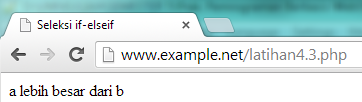 Seleksi if-elseif
www.example.net/latihan4.3.php
a lebih besar dari b